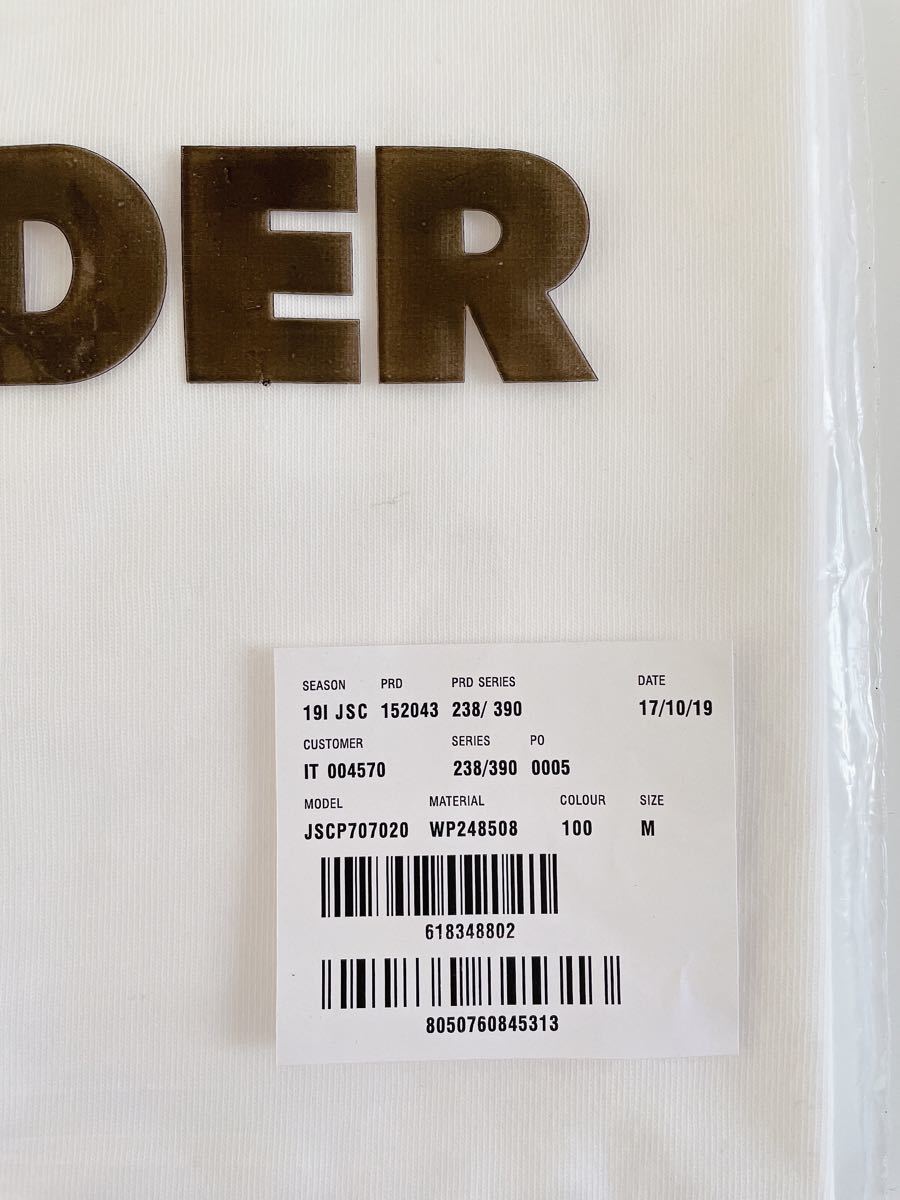 DER
SEASON PRD PRD SERIES DATE
19I JSC 152043 238/ 390 17/10/19
CUSTOMER SERIES PO
IT 004570 238/390 0005
MODEL MATERIAL COLOUR SIZE
JSCP707020 WP248508 100 M
618348802
8050760845313